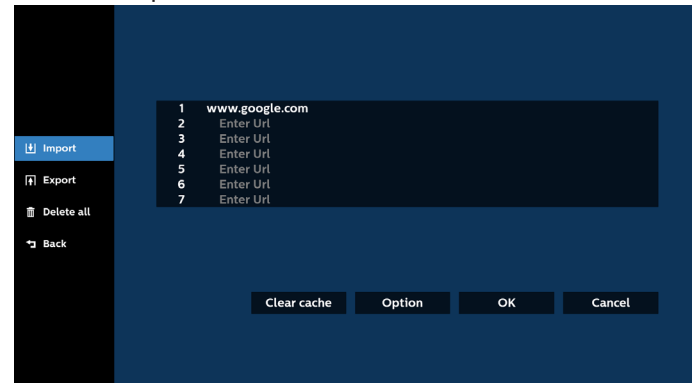 Import
Export
Delete all
Back
1 www.google.com
2 Enter Url
3 Enter Url
4 Enter Url
5 Enter Url
6 Enter Url
7 Enter Url
Clear cache Option OK Cancel